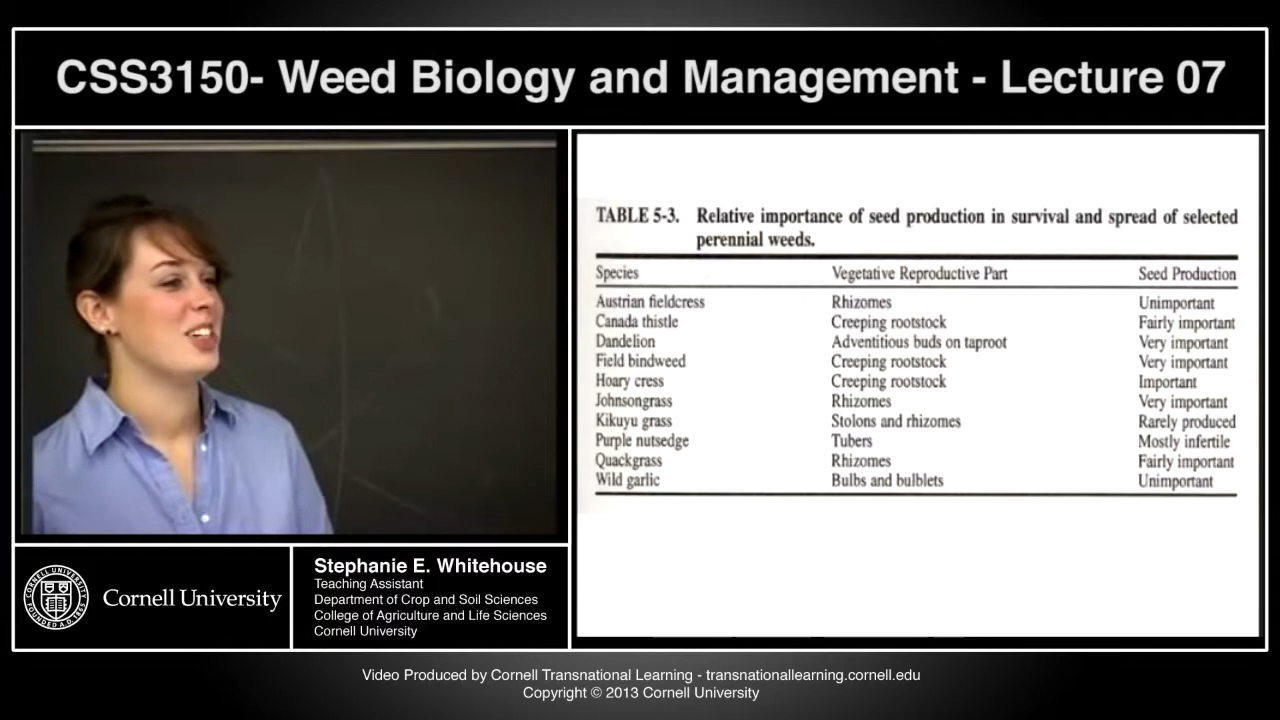 CSS3150- Weed Biology and Management - Lecture 07
TABLE 5-3. Relative importance of seed production in survival and spread of selected
perennial weeds.
Species Vegetative Reproductive Part Seed Production
Austrian fieldcress Rhizomes Unimportant
Canada thistle Creeping rootstock Fairly important
Dandelion Adventitious buds on taproot Very important
Field bindweed Creeping rootstock Very important
Hoary cress Creeping rootstock Important
Johnsongrass Rhizomes Very important
Kikuyu grass Stolons and rhizomes Rarely produced
Purple nutsedge Tubers Mostly infertile
Quackgrass Rhizomes Fairly important
Wild garlic Bulbs and bulblets Unimportant
Cornell University
Stephanie E. Whitehouse
Teaching Assistant
Department of Crop and Soil Sciences
College of Agriculture and Life Sciences
Cornell University
Video Produced by Cornell Transnational Learning - transnationallearning.cornell.edu
Copyright © 2013 Cornell University